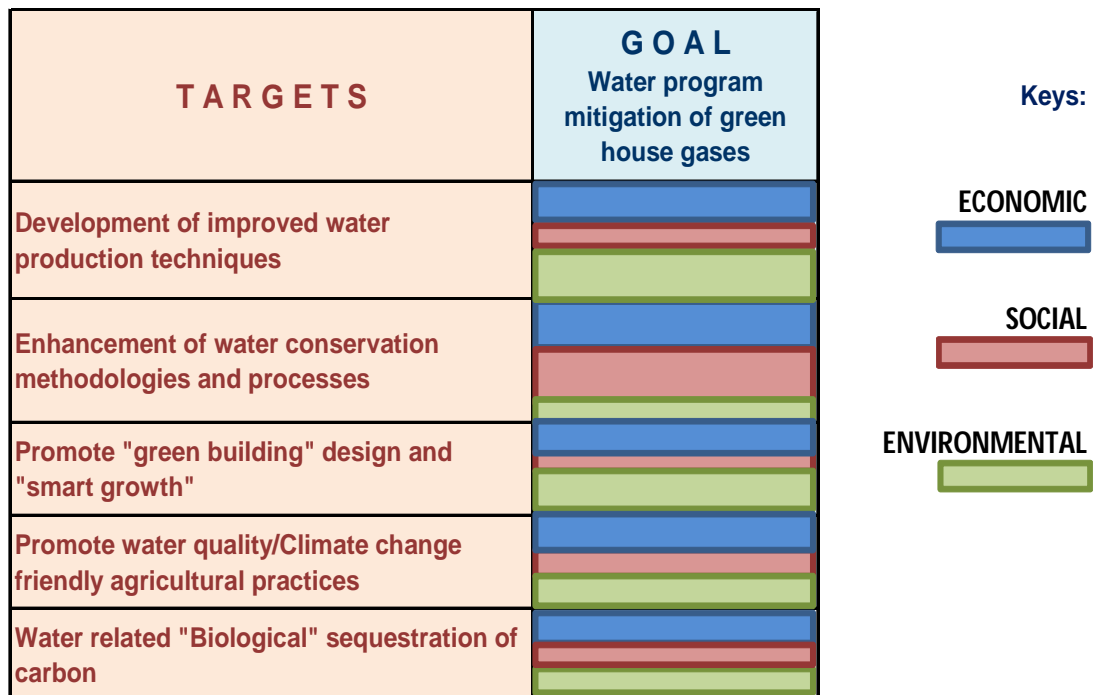 T A R G E T S
G O A L
Water program
mitigation of green
house gases
Keys:
Development of improved water
production techniques
ECONOMIC
Enhancement of water conservation
methodologies and processes
SOCIAL
Promote "green building" design and
"smart growth"
ENVIRONMENTAL
Promote water quality/Climate change
friendly agricultural practices
Water related "Biological" sequestration of
carbon